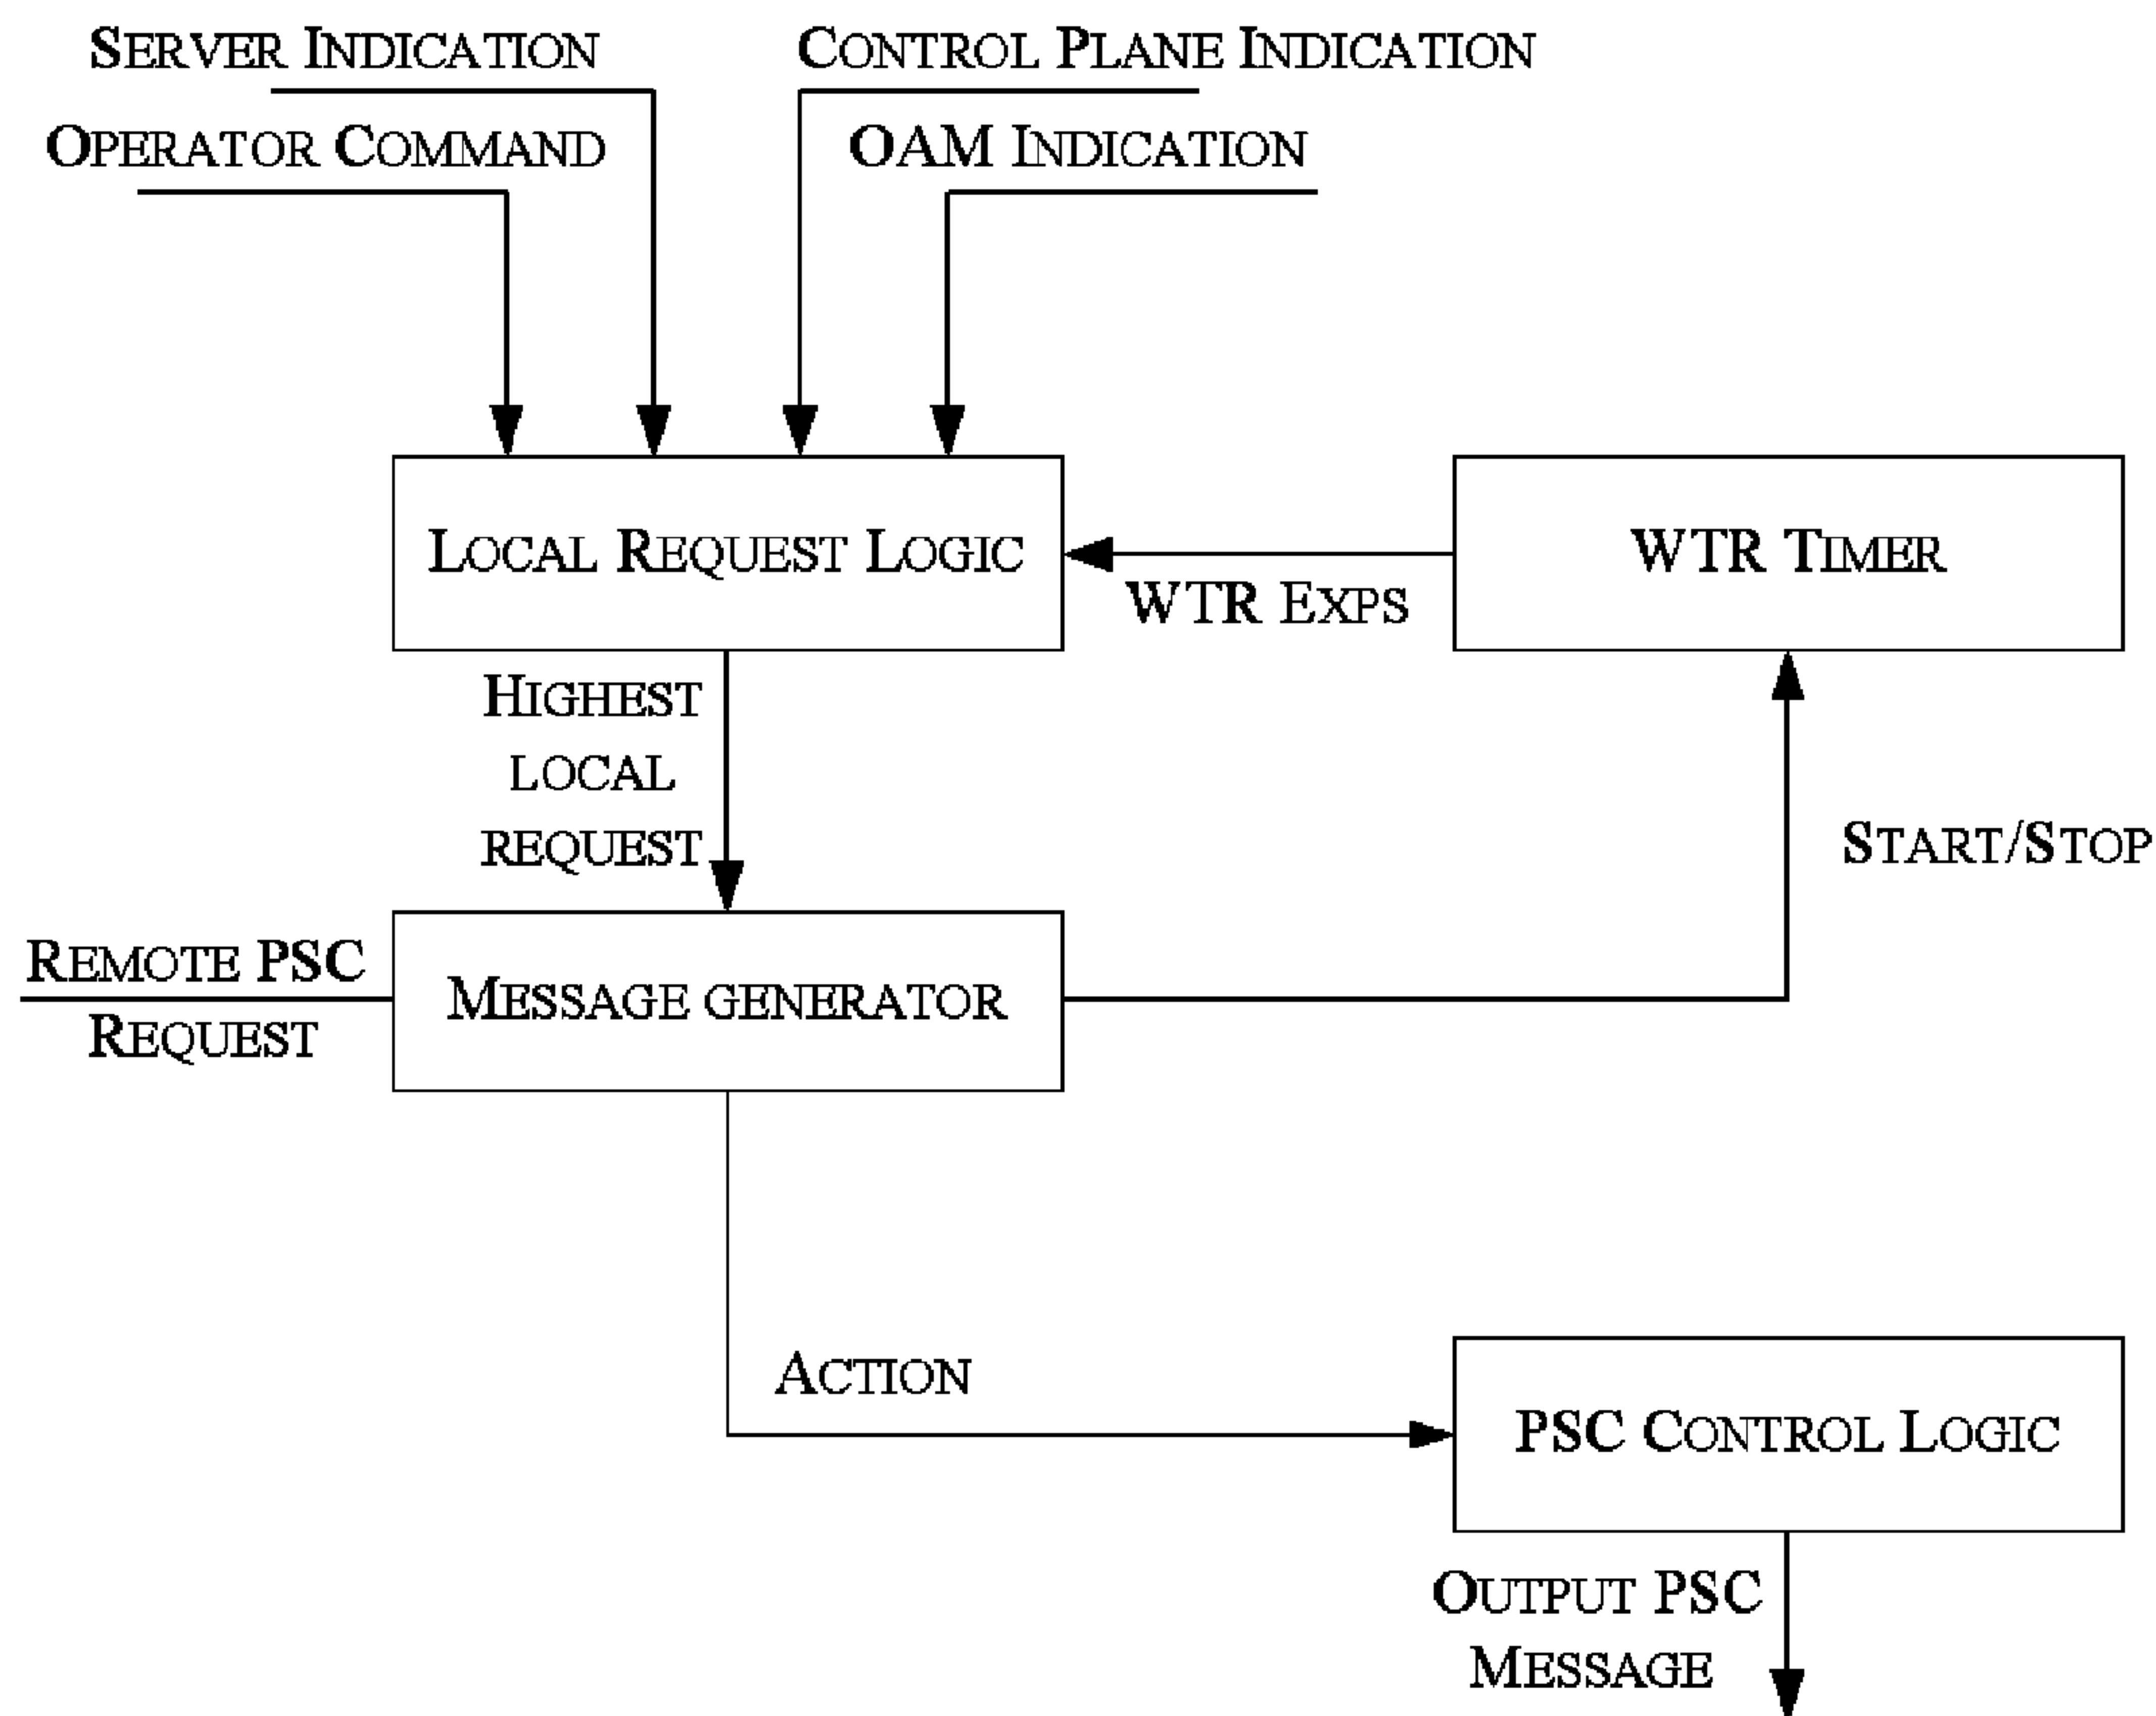 Server Indication
Control Plane Indication
Operator Command
OAM Indication
Local Request Logic
WTR Timer
WTR Exps
Highest
local
request
Start/Stop
Remote PSC
Request
Message generator
Action
PSC Control Logic
Output PSC
Message